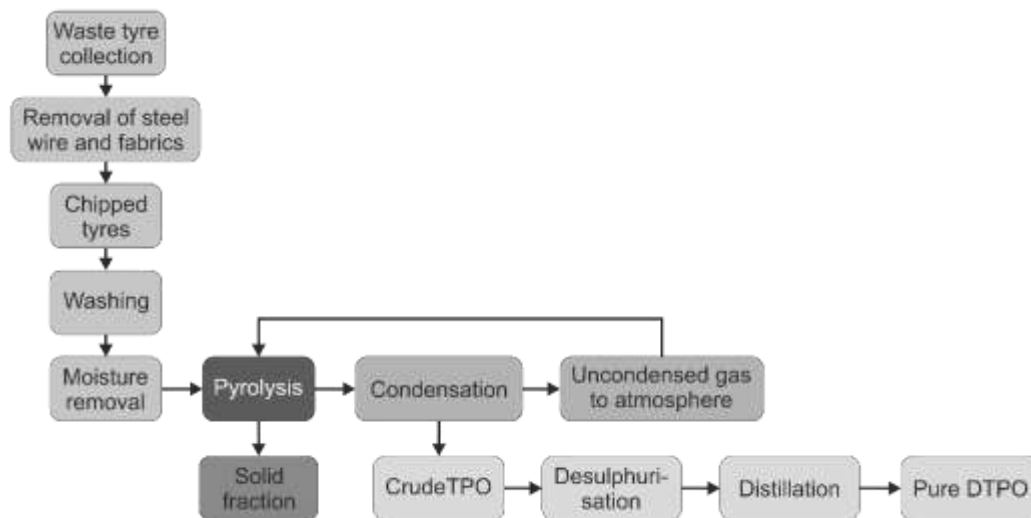 Waste tyre
collection
Removal of steel
wire and fabrics
Chipped
tyres
Washing
Moisture
removal
Pyrolysis
Condensation
Uncondensed gas
to atmosphere
Solid
fraction
CrudeTPO
Desulphuri-
sation
Distillation
Pure DTPO